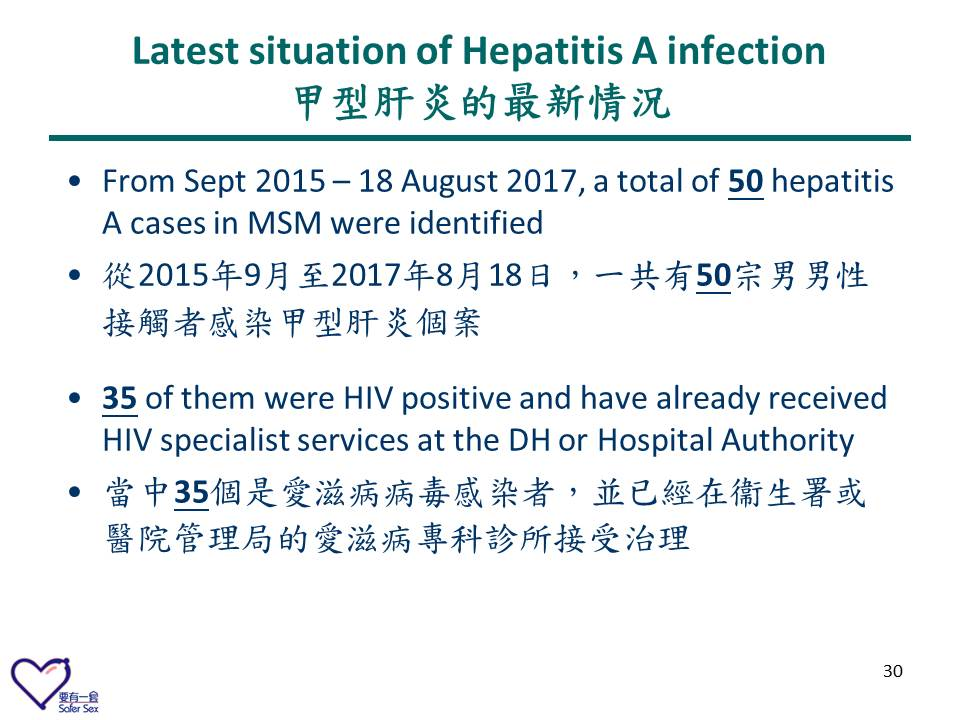 Latest situation of Hepatitis A infection
甲型肝炎的最新情況
• From Sept 2015 – 18 August 2017, a total of 50 hepatitis
A cases in MSM were identified
• 從2015年9月至2017年8月18日，一共有50宗男男性
接觸者感染甲型肝炎個案
• 35 of them were HIV positive and have already received
HIV specialist services at the DH or Hospital Authority
• 當中35個是愛滋病病毒感染者，並已經在衞生署或
醫院管理局的愛滋病專科診所接受治理
要有一套
Safer Sex
30